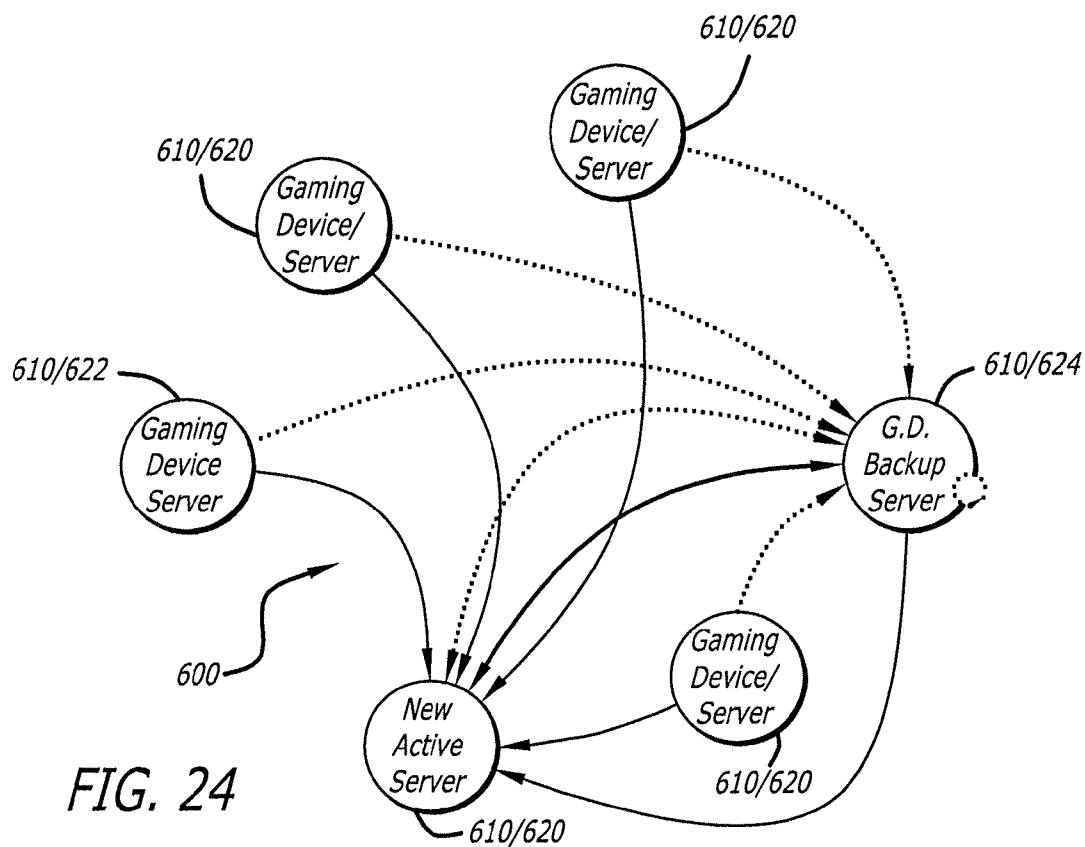 610/620
Gaming
Device/
Server
610/620
Gaming
Device/
Server
610/622
Gaming
Device
Server
610/624
G.D.
Backup
Server
600
Gaming
Device/
Server
610/620
New
Active
Server
610/620
FIG. 24